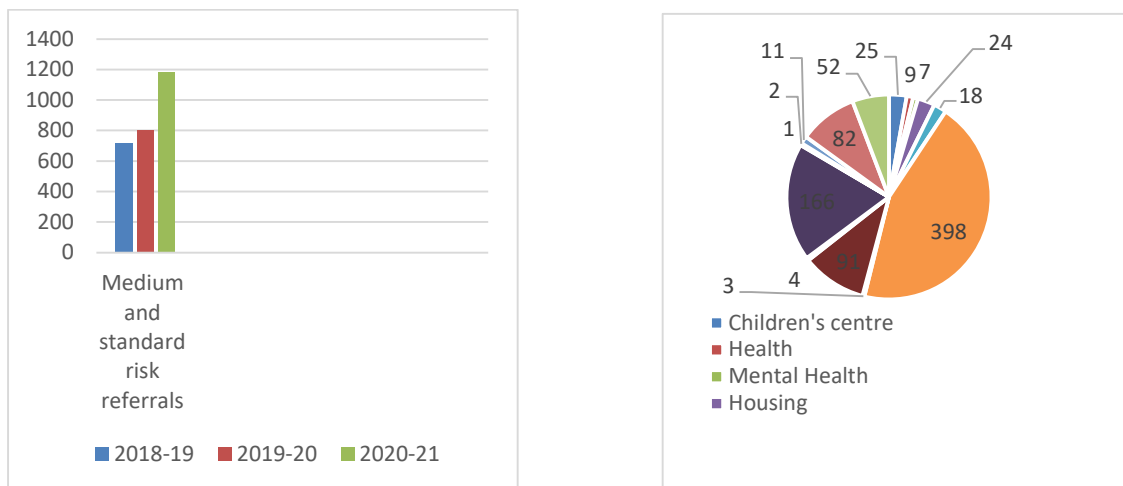 1400
1200
1000
800
600
400
200
0
Medium
and
standard
risk
referrals
2018-19 2019-20 2020-21
11
2
1
52
25
9
7
24
18
82
166
398
91
3
4
Children's centre
Health
Mental Health
Housing